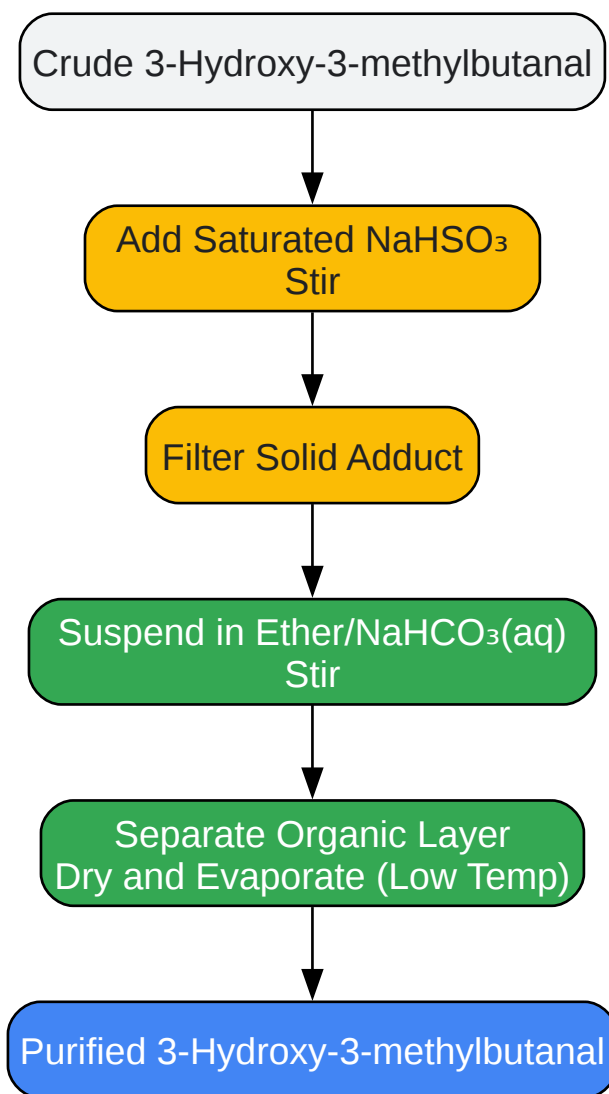 Crude 3-Hydroxy-3-methylbutanal
Add Saturated NaHSO₃
Stir
Filter Solid Adduct
Suspend in Ether/NaHCO₃(aq)
Stir
Separate Organic Layer
Dry and Evaporate (Low Temp)
Purified 3-Hydroxy-3-methylbutanal